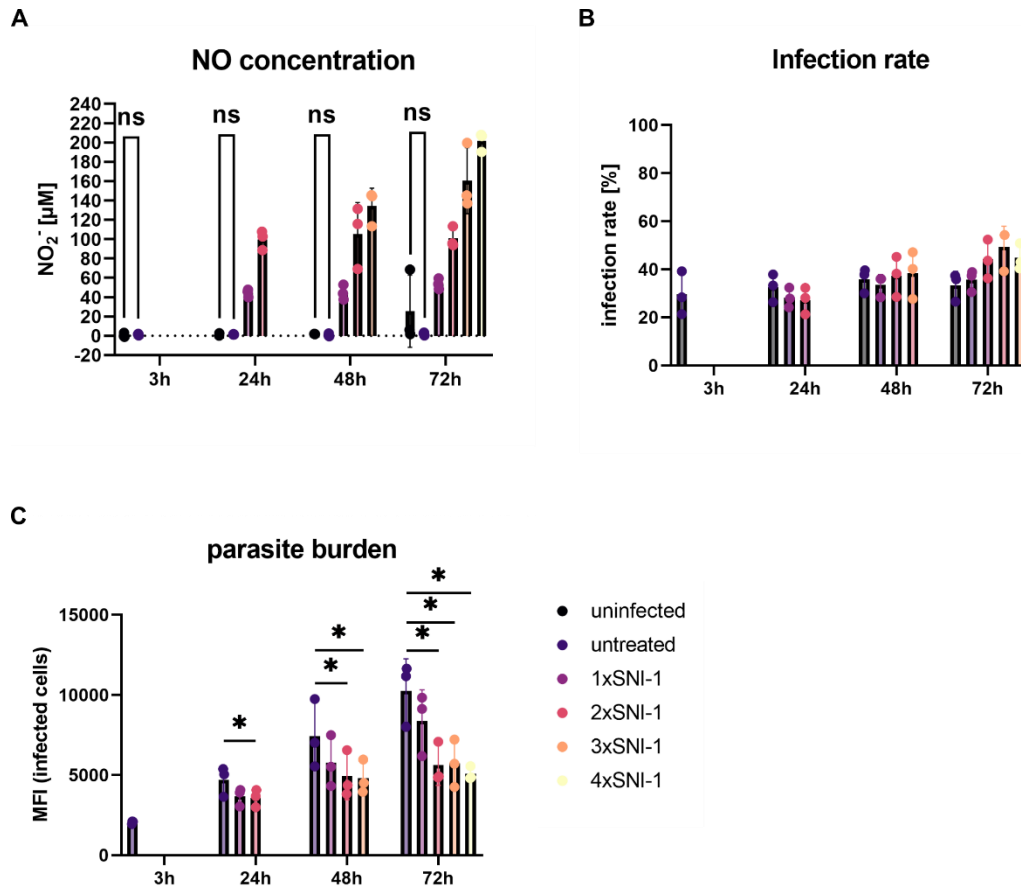 A
NO concentration
NO2- [µM]
240
220
200
180
160
140
120
100
80
60
40
20
0
-20
ns
ns
ns
ns
3h
24h
48h
72h
B
Infection rate
infection rate [%]
100
80
60
40
20
0
3h
24h
48h
72h
C
parasite burden
MFI (infected cells)
15000
10000
5000
0
*
*
*
*
*
*
3h
24h
48h
72h
uninfected
untreated
1xSNI-1
2xSNI-1
3xSNI-1
4xSNI-1